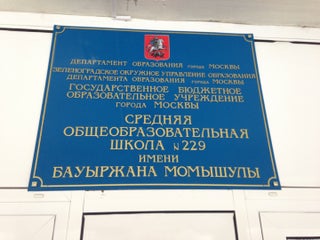 ДЕПАРТАМЕНТ ОБРАЗОВАНИЯ ГОРОДА МОСКВЫ
ЗЕЛЕНОГРАДСКОЕ ОКРУЖНОЕ УПРАВЛЕНИЕ ОБРАЗОВАНИЯ
ДЕПАРТАМЕНТА ОБРАЗОВАНИЯ ГОРОДА МОСКВЫ
ГОСУДАРСТВЕННОЕ БЮДЖЕТНОЕ
ОБРАЗОВАТЕЛЬНОЕ УЧРЕЖДЕНИЕ
ГОРОДА МОСКВЫ
СРЕДНЯЯ
ОБЩЕОБРАЗОВАТЕЛЬНАЯ
ШКОЛА №229
ИМЕНИ
БАУЫРЖАНА МОМЫШУЛЫ